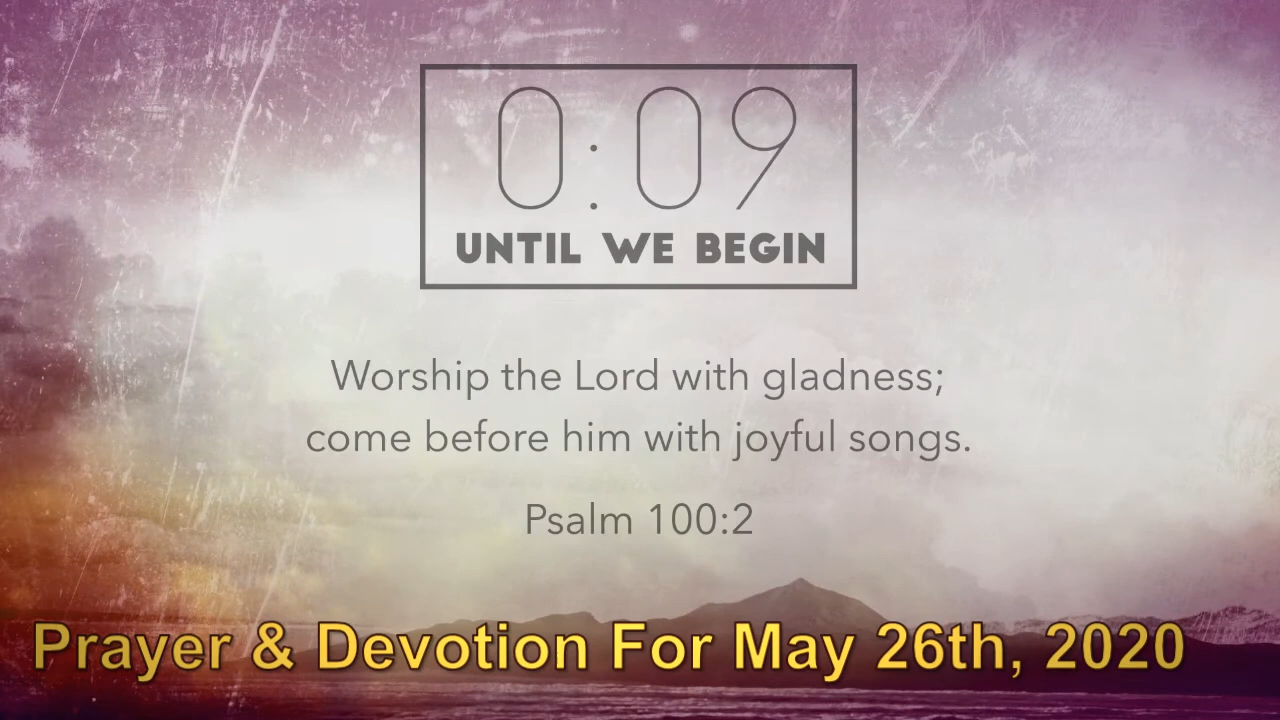 0:09
UNTIL WE BEGIN
Worship the Lord with gladness;
come before him with joyful songs.
Psalm 100:2
Prayer & Devotion For May 26th, 2020